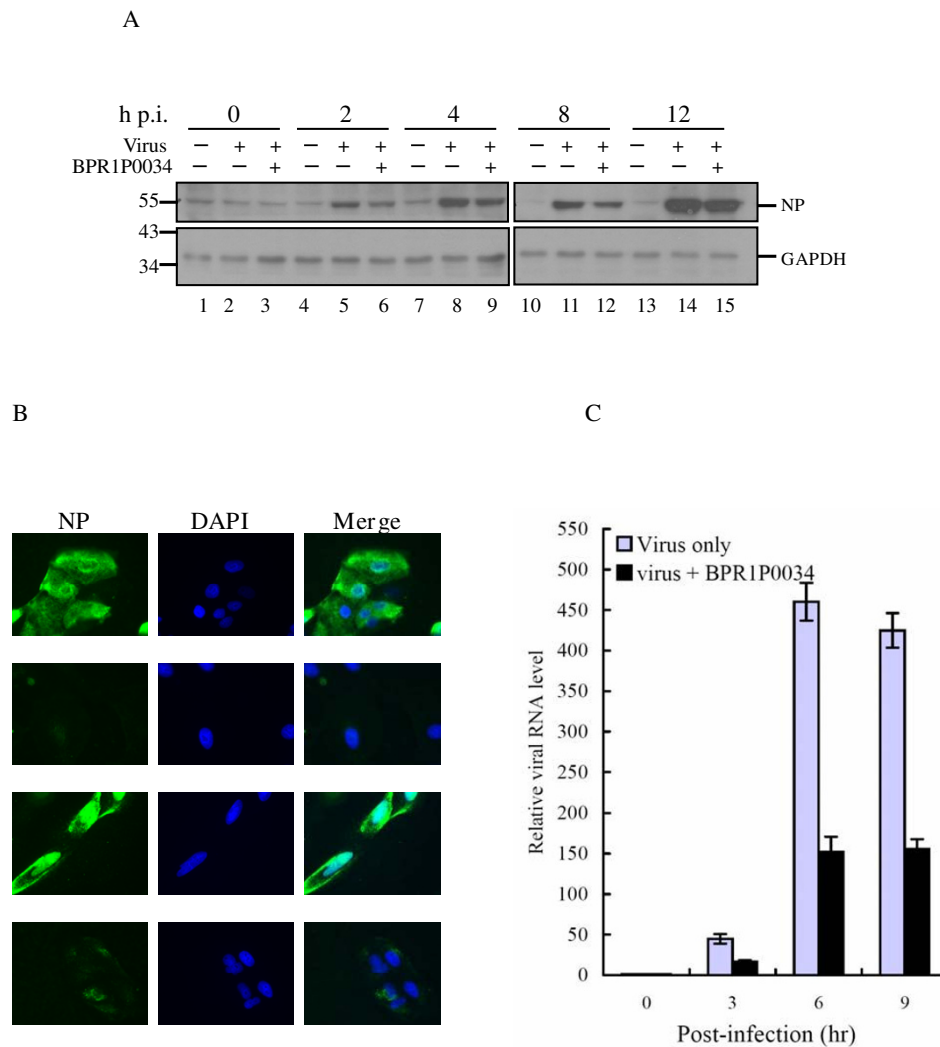 A
h p.i. 0 2 4 8 12
Virus − + + − + + − + + − + + − + +
BPR1P0034 − − + − − + − − + − − + − − +
55 NP
43
34 GAPDH
1 2 3 4 5 6 7 8 9 10 11 12 13 14 15
B
NP DAPI Merge
C
550
500
450
400
350
300
250
200
150
100
50
0
Relative viral RNA level
Virus only
virus + BPR1P0034
0 3 6 9
Post-infection (hr)